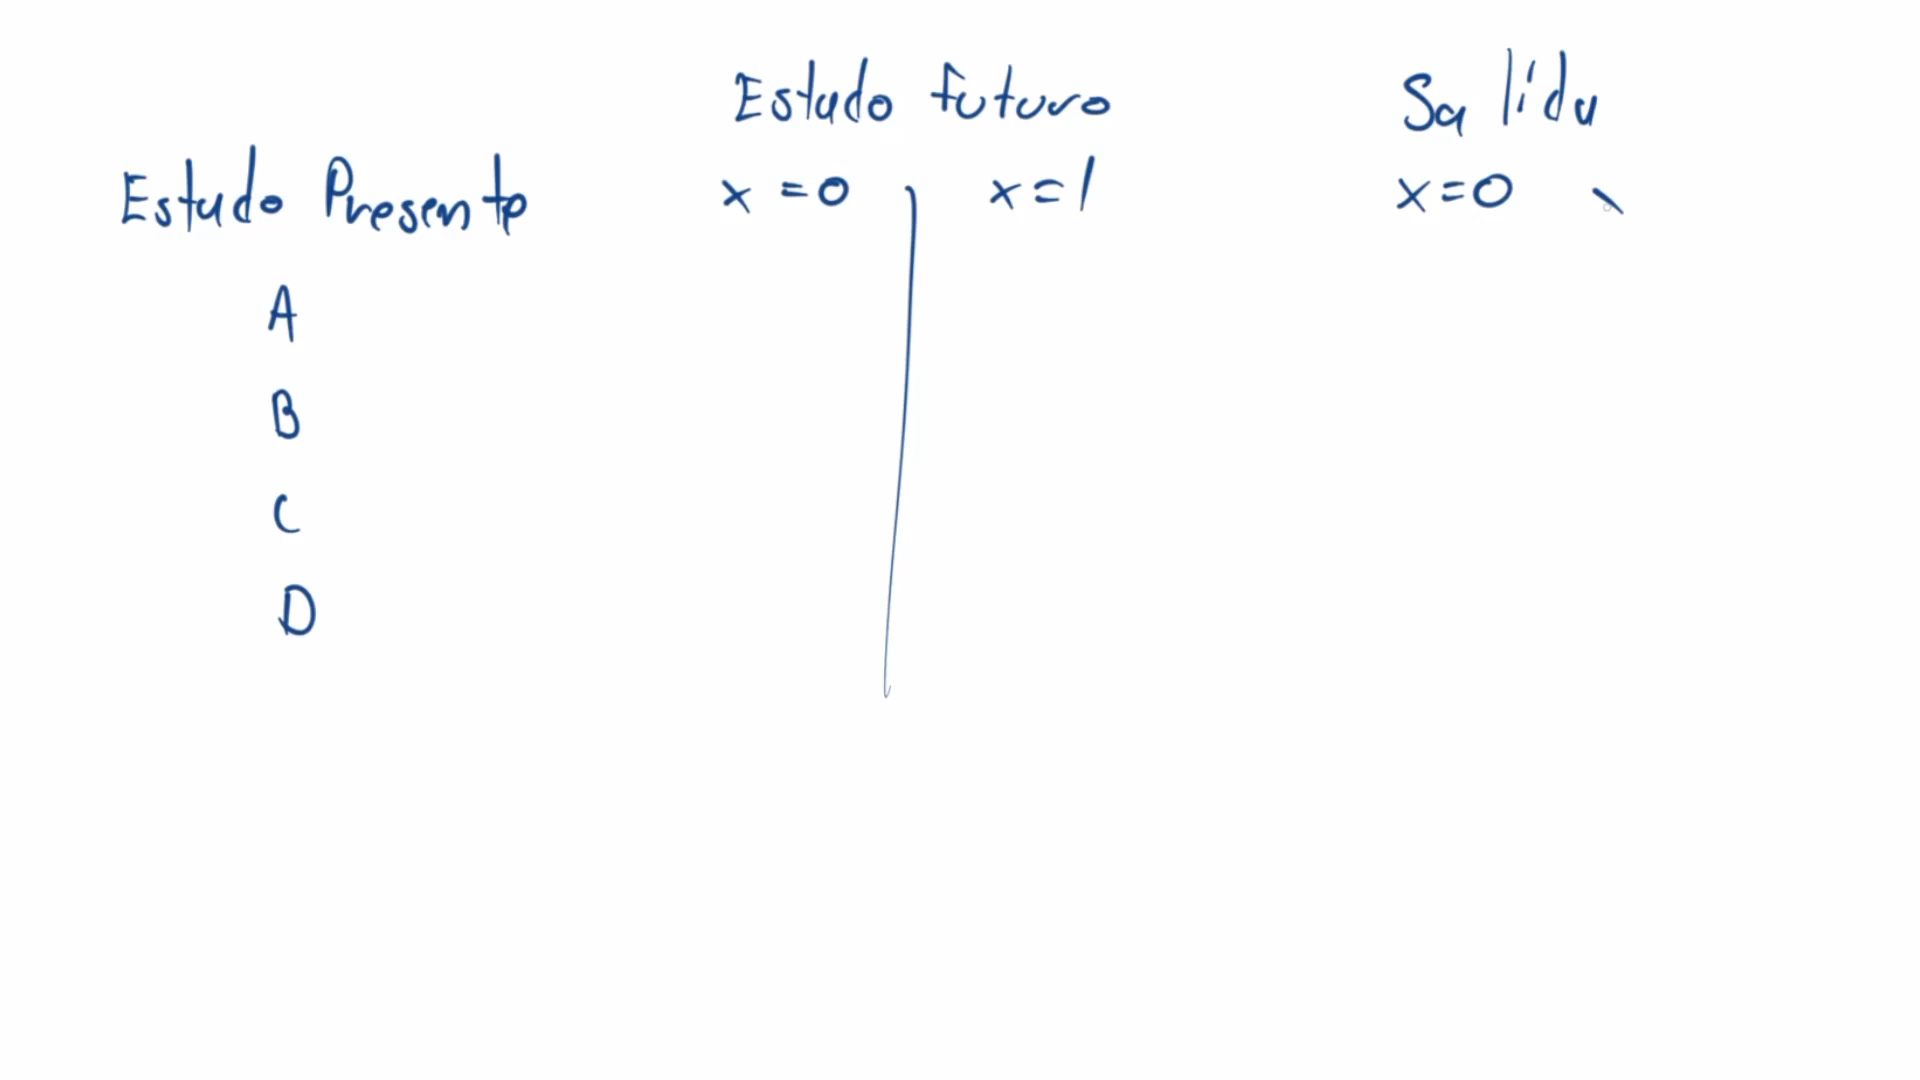 Estado futuro Salida
Estado Presente x=0 x=1 x=0
A
B
C
D